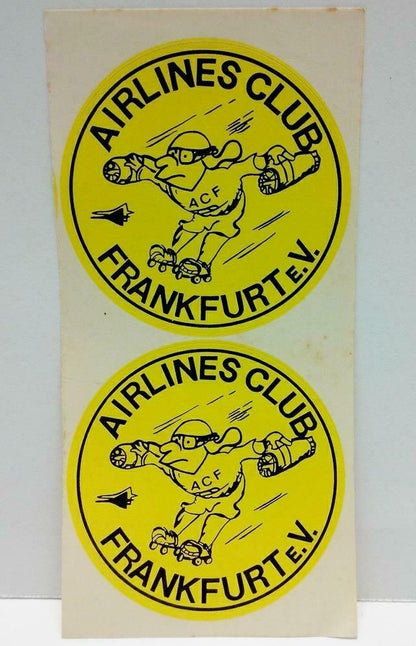 AIRLINES CLUB
ACF
FRANKFURT E.V.
AIRLINES CLUB
ACF
FRANKFURT E.V.